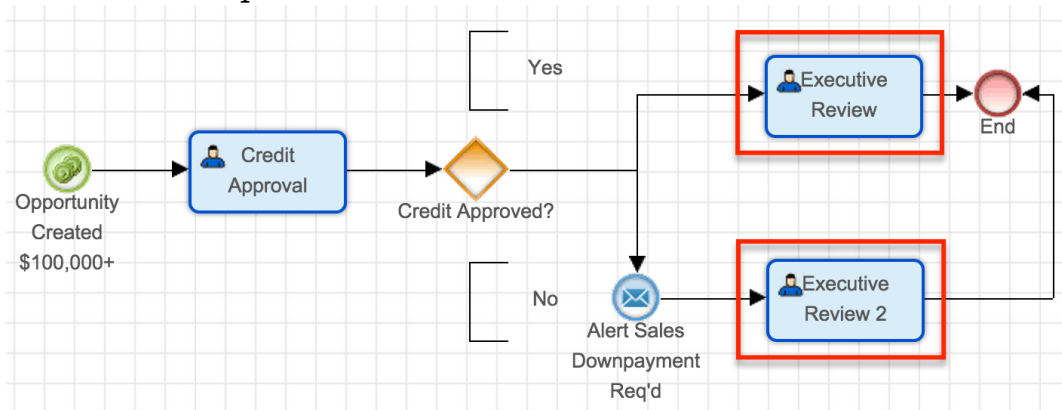 Yes
Executive
Review
End
Credit
Approval
Opportunity
Created
$100,000+
Credit Approved?
No
Executive
Review 2
Alert Sales
Downpayment
Req'd